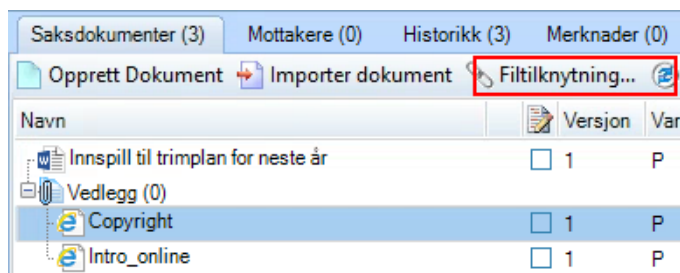 Saksdokumenter (3) Mottakere (0) Historikk (3) Merknader (0)
Opprett Dokument Importer dokument Filtilknytning...
Navn Versjon Var
Innspill til trimplan for neste år 1 P
Vedlegg (0)
Copyright 1 P
Intro_online 1 P